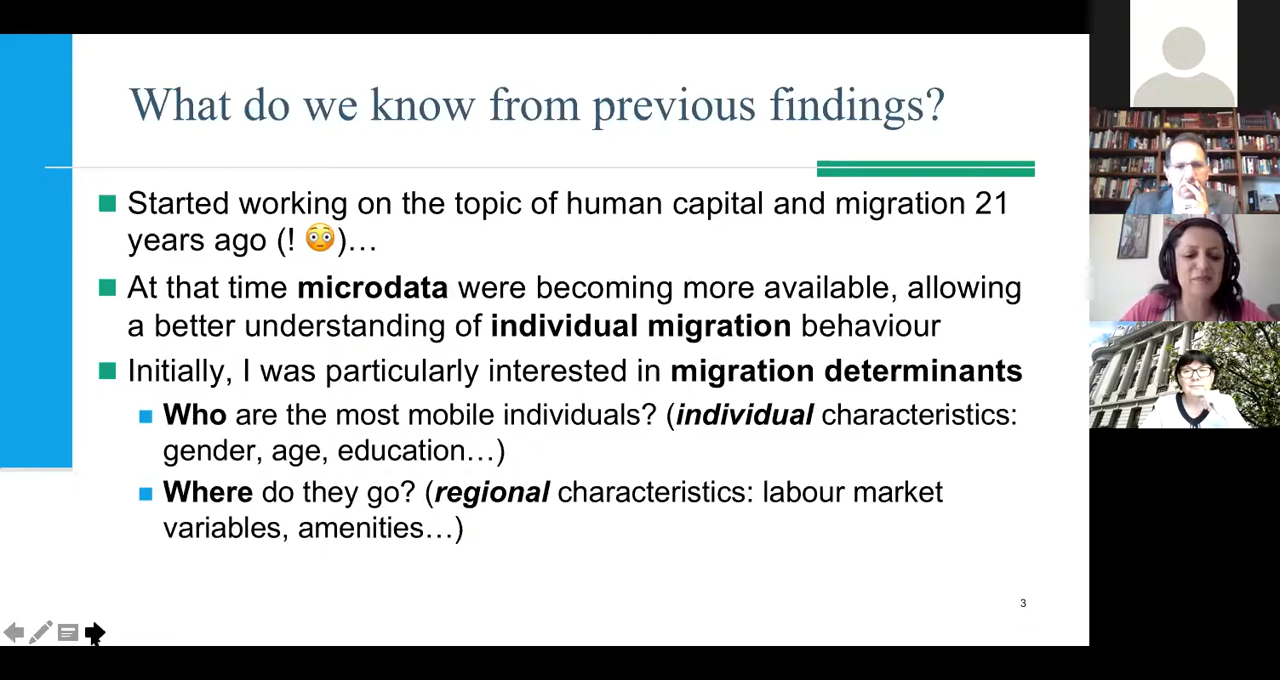 What do we know from previous findings?
Started working on the topic of human capital and migration 21
years ago (! 😳)…
At that time microdata were becoming more available, allowing
a better understanding of individual migration behaviour
Initially, I was particularly interested in migration determinants
Who are the most mobile individuals? (individual characteristics:
gender, age, education…)
Where do they go? (regional characteristics: labour market
variables, amenities…)
3